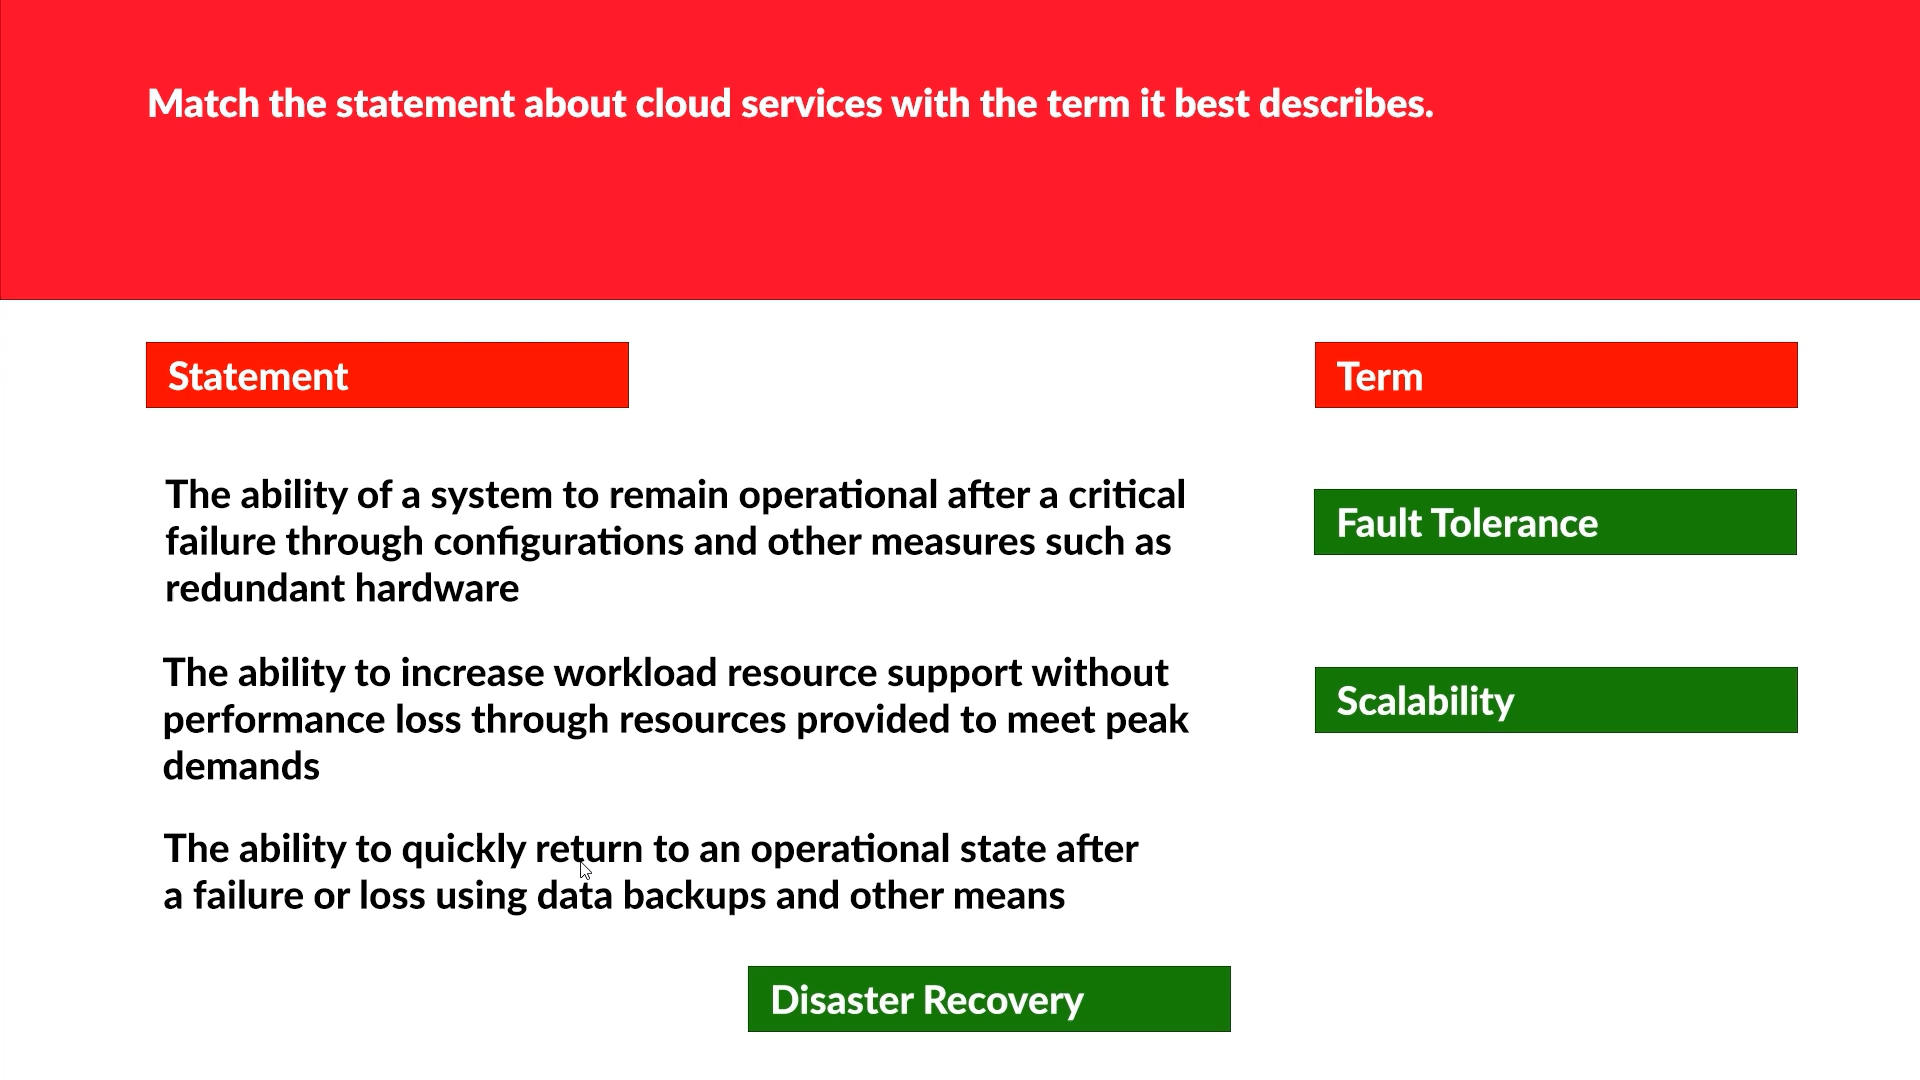 Match the statement about cloud services with the term it best describes.
Statement
Term
The ability of a system to remain operational after a critical
failure through configurations and other measures such as
redundant hardware
Fault Tolerance
The ability to increase workload resource support without
performance loss through resources provided to meet peak
demands
Scalability
The ability to quickly return to an operational state after
a failure or loss using data backups and other means
Disaster Recovery